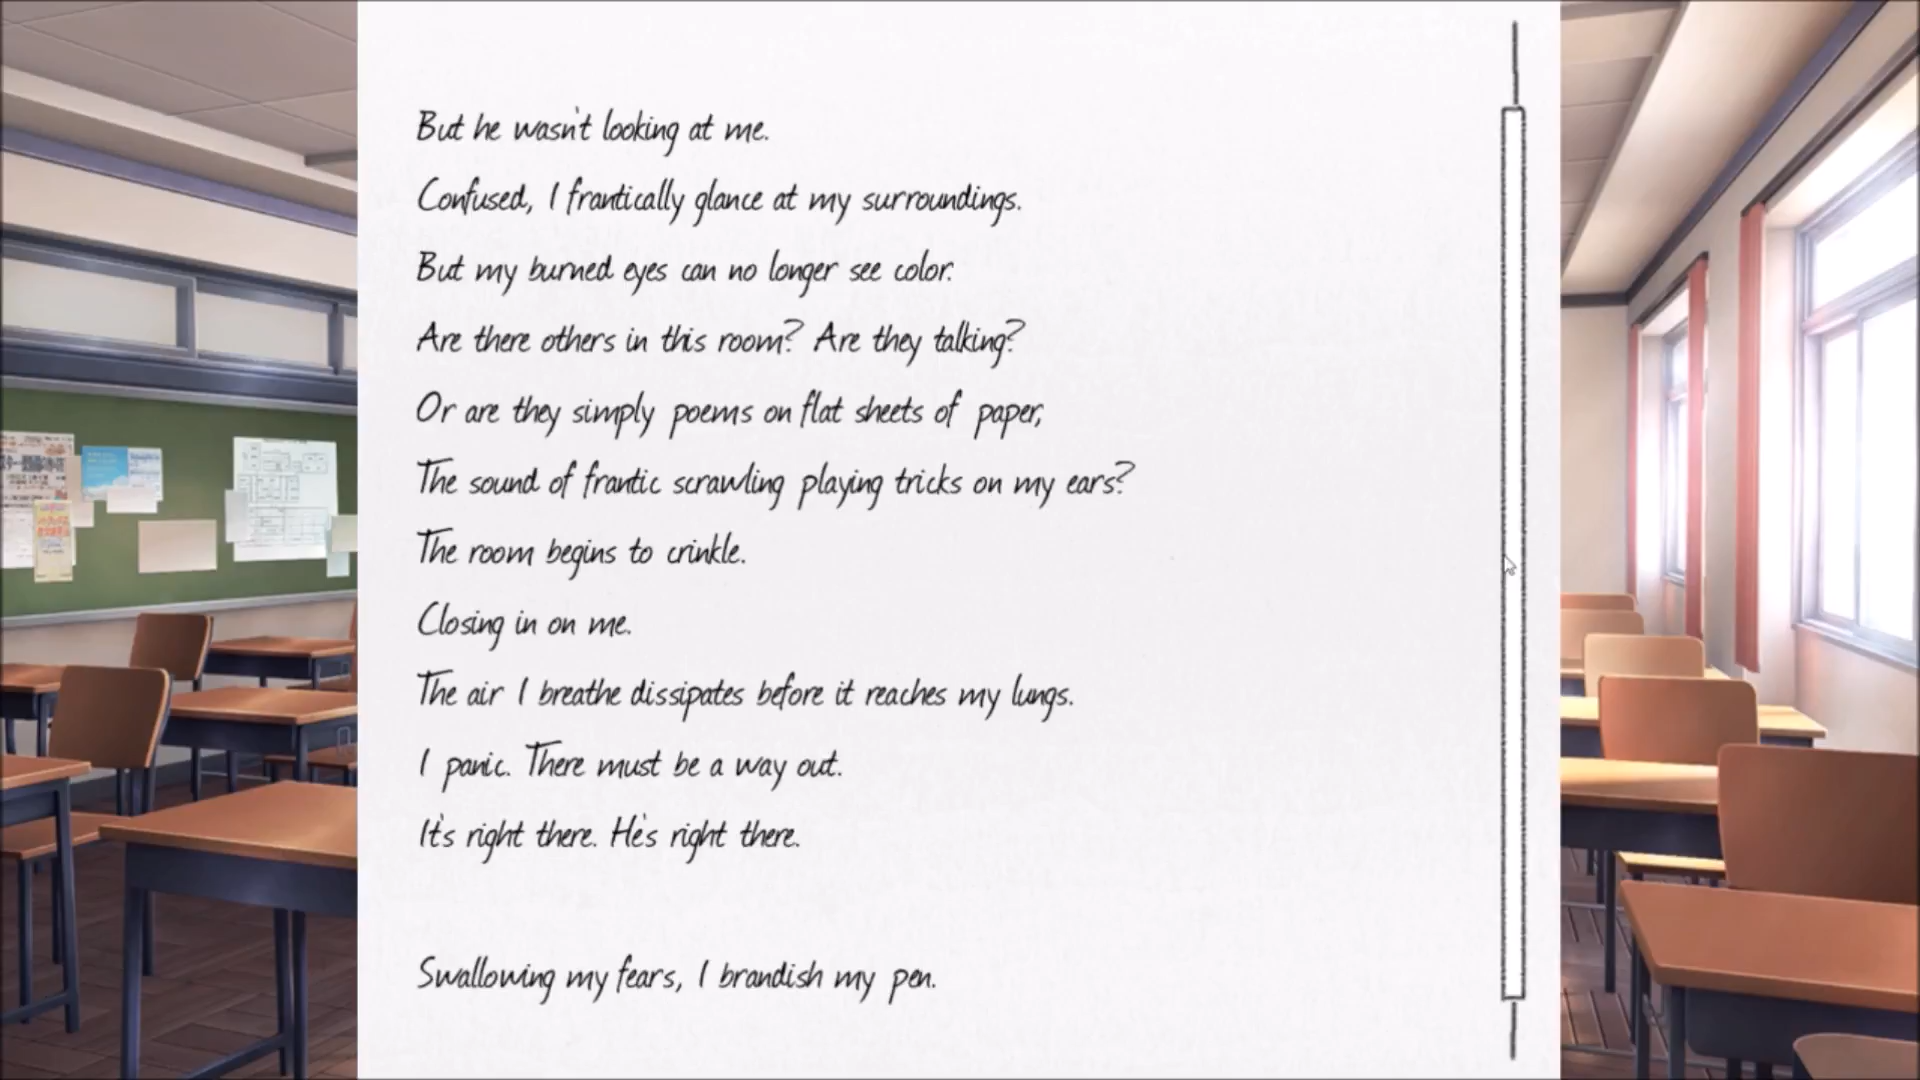 But he wasn't looking at me.
Confused, I frantically glance at my surroundings.
But my burned eyes can no longer see color.
Are there others in this room? Are they talking?
Or are they simply poems on flat sheets of paper,
The sound of frantic scrawling playing tricks on my ears?
The room begins to crinkle.
Closing in on me.
The air I breathe dissipates before it reaches my lungs.
I panic. There must be a way out.
It's right there. He's right there.
Swallowing my fears, I brandish my pen.